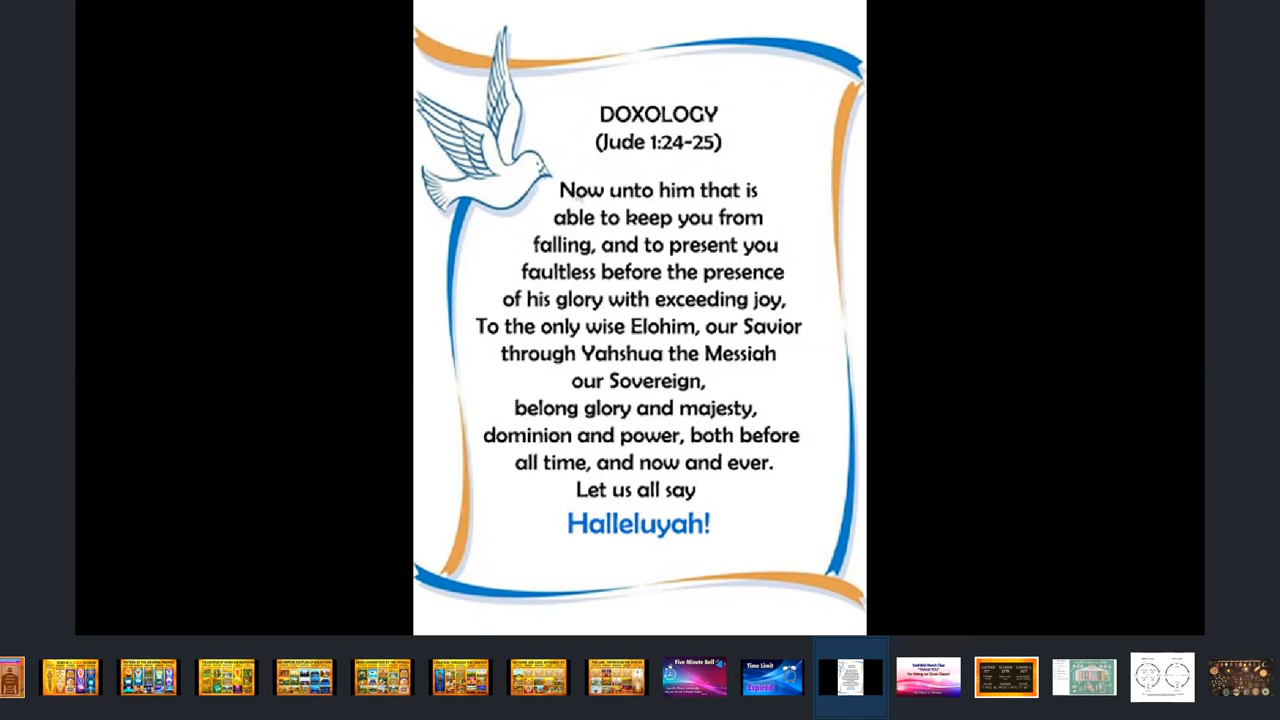 DOXOLOGY
(Jude 1:24-25)
Now unto him that is
able to keep you from
falling, and to present you
faultless before the presence
of his glory with exceeding joy,
To the only wise Elohim, our Savior
through Yahshua the Messiah
our Sovereign,
belong glory and majesty,
dominion and power, both before
all time, and now and ever.
Let us all say
Halleluyah!
Five Minute Bell
Time Limit
Expired